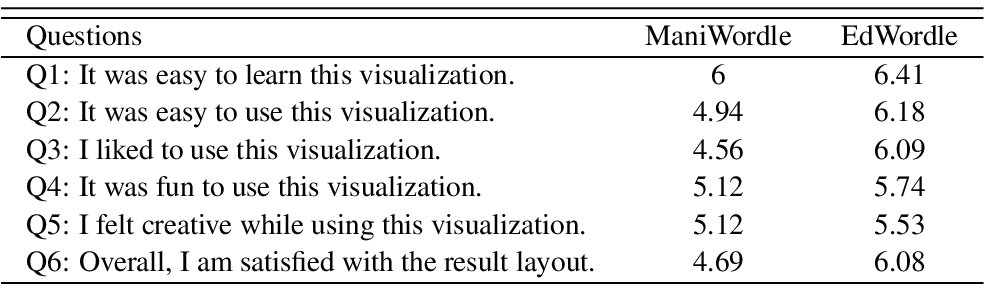 Questions ManiWordle EdWordle
Q1: It was easy to learn this visualization. 6 6.41
Q2: It was easy to use this visualization. 4.94 6.18
Q3: I liked to use this visualization. 4.56 6.09
Q4: It was fun to use this visualization. 5.12 5.74
Q5: I felt creative while using this visualization. 5.12 5.53
Q6: Overall, I am satisfied with the result layout. 4.69 6.08